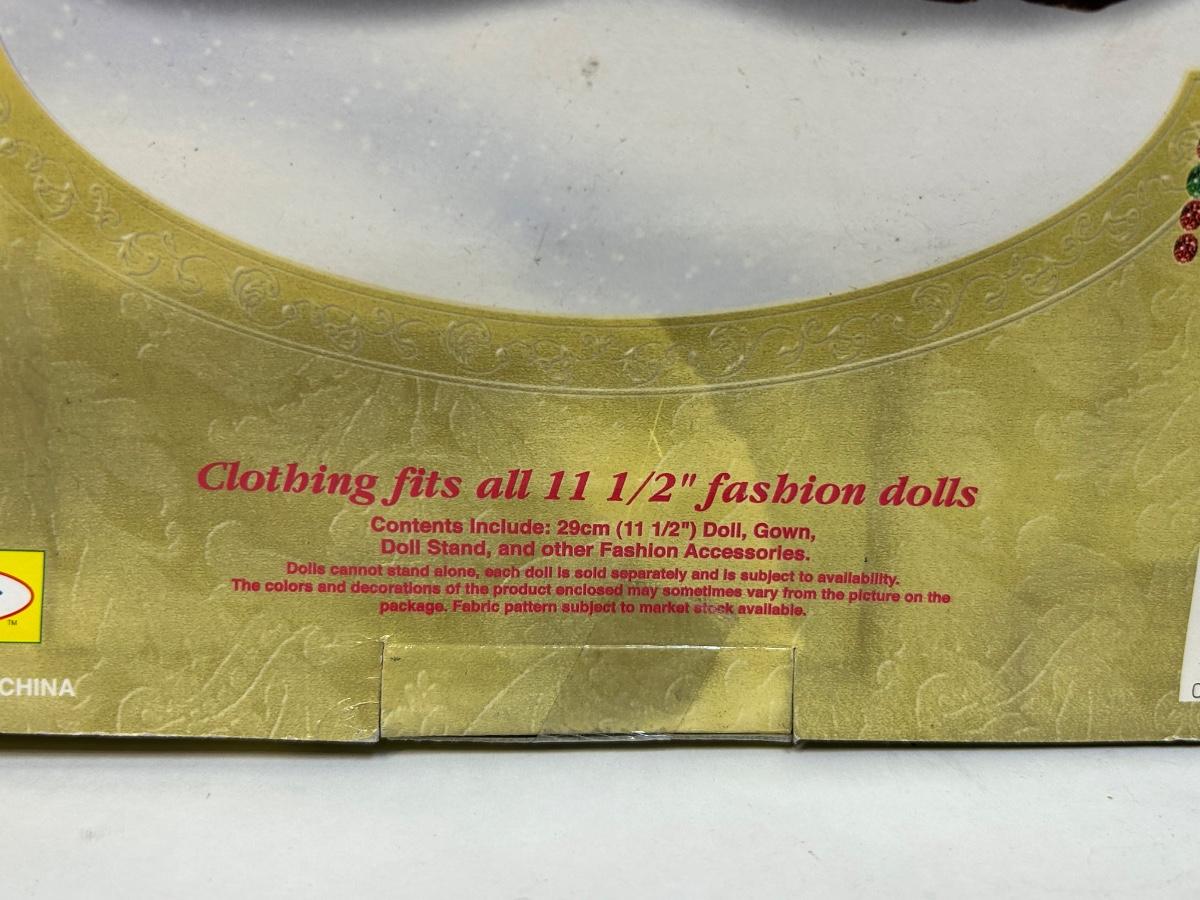 Clothing fits all 11 1/2" fashion dolls
Contents Include: 29cm (11 1/2") Doll, Gown,
Doll Stand, and other Fashion Accessories.
Dolls cannot stand alone, each doll is sold separately and is subject to availability.
The colors and decorations of the product enclosed may sometimes vary from the picture on the
package. Fabric pattern subject to market stock available.
TM
CHINA